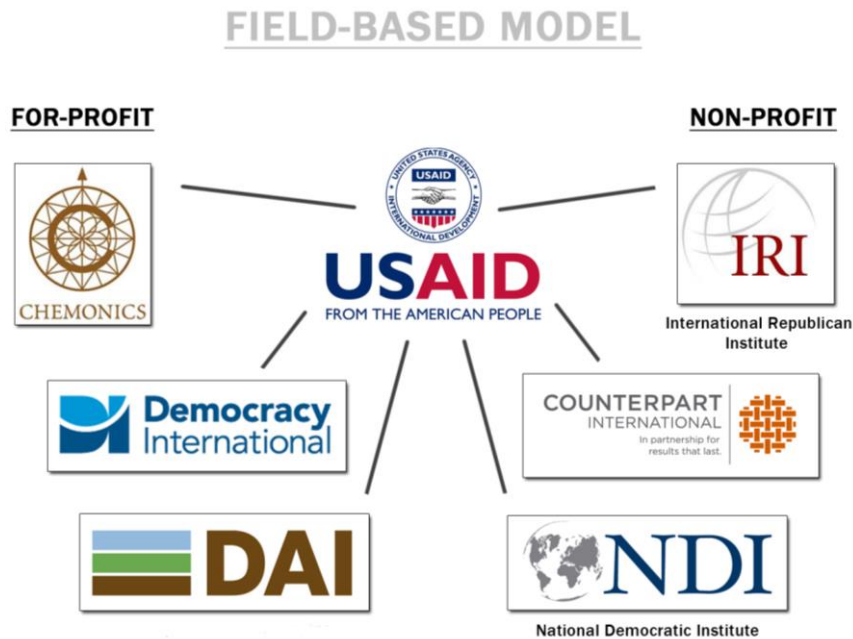 FIELD-BASED MODEL
FOR-PROFIT
NON-PROFIT
CHEMONICS
UNITED STATES AGENCY
USAID
INTERNATIONAL DEVELOPMENT
USAID
FROM THE AMERICAN PEOPLE
IRI
International Republican
Institute
Democracy
International
COUNTERPART
INTERNATIONAL
In partnership for
results that last.
DAI
NDI
National Democratic Institute